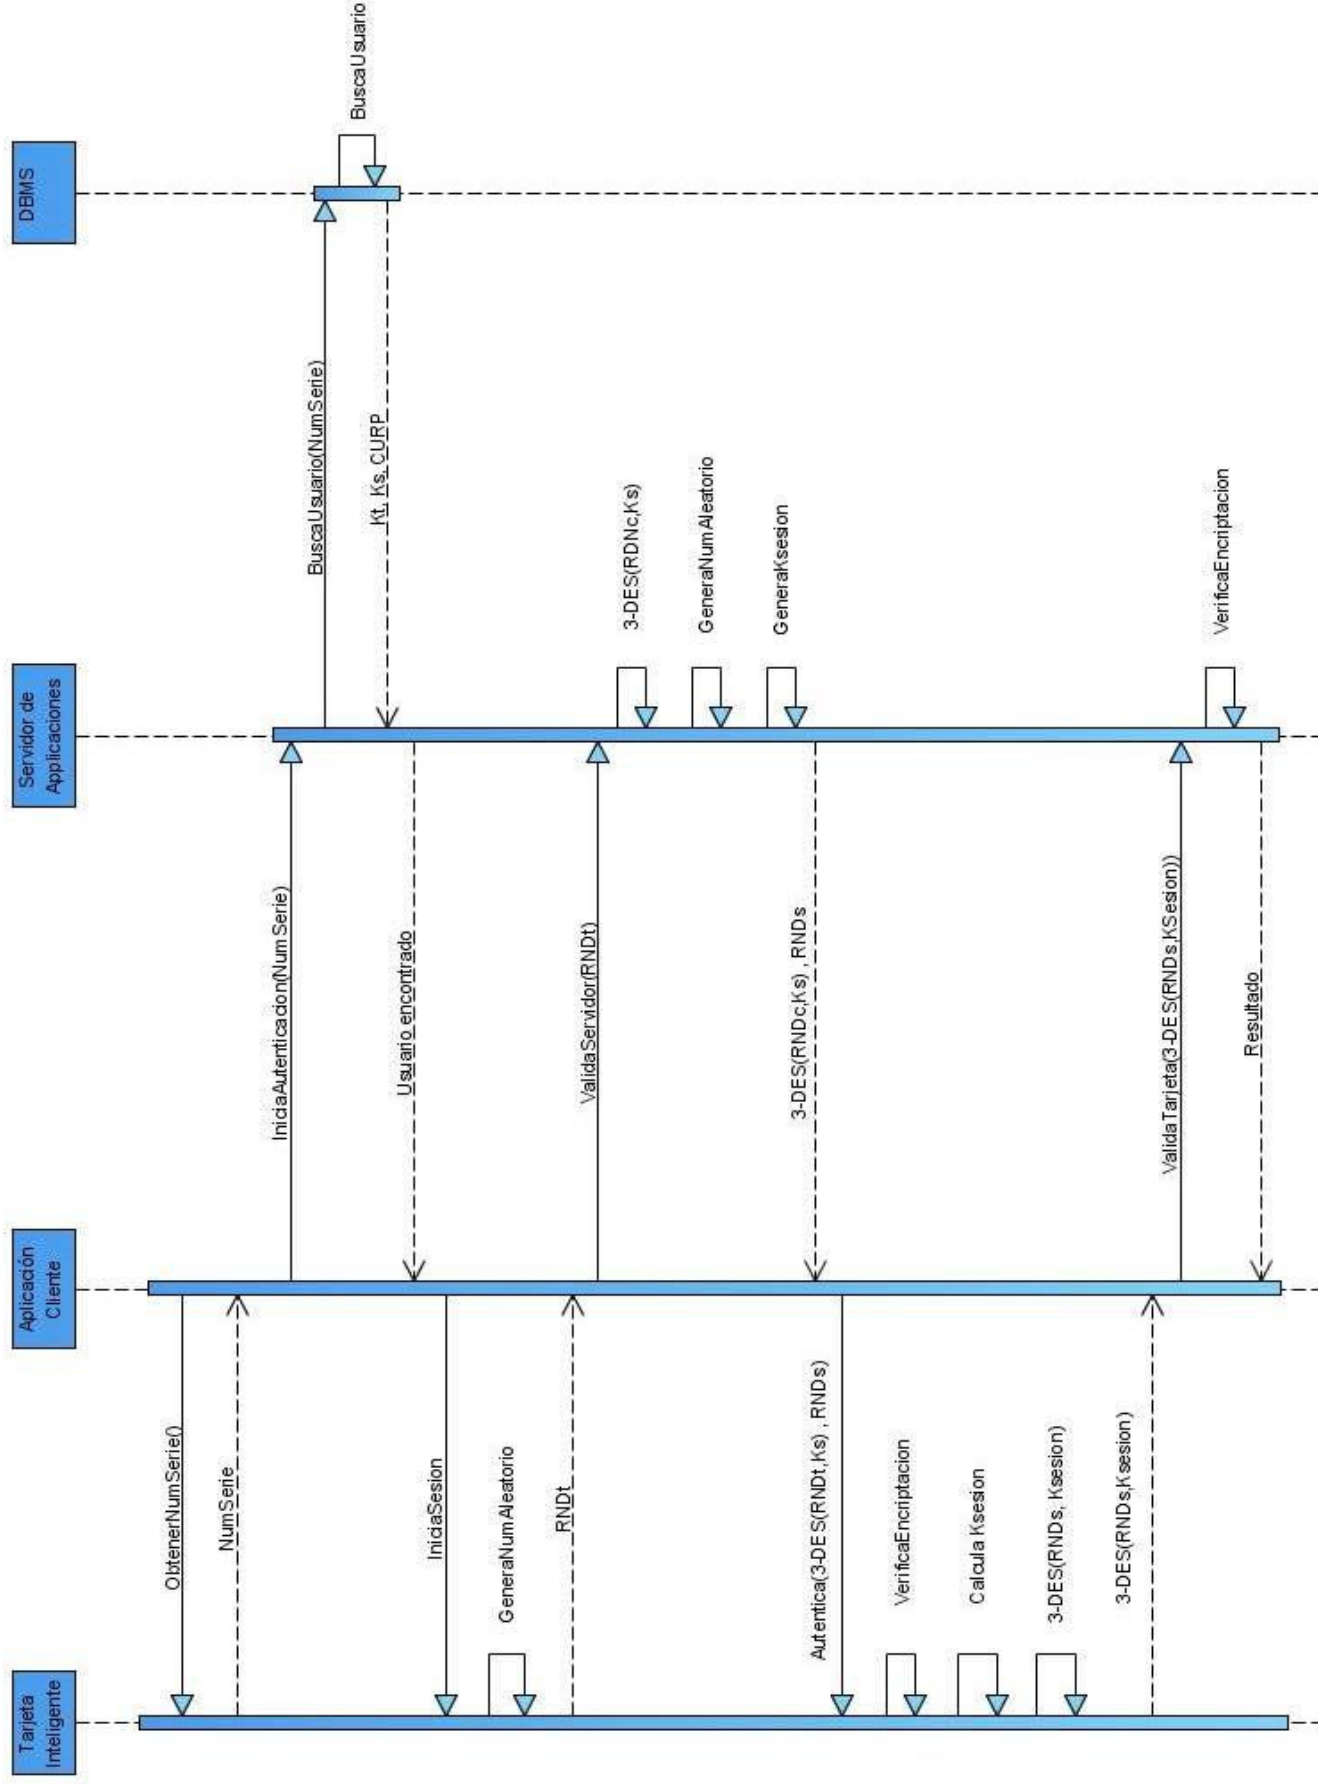 Tarjeta
Inteligente
Aplicación
Cliente
Servidor de
Applicaciones
DBMS
ObtenerNumSerie()
NumSerie
IniciaAutenticacion(NumSerie)
BuscaUsuario(NumSerie)
BuscaUsuario
Kt, Ks, CURP
Usuario encontrado
IniciaSesion
GeneraNumAleatorio
RNDt
ValidaServidor(RNDt)
3-DES(RDNc,Ks)
GeneraNumAleatorio
GeneraKsesion
3-DES(RNDc,Ks) , RNDs
Autentica(3-DES(RNDt,Ks) , RNDs)
VerificaEncriptacion
Calcula Ksesion
3-DES(RNDs, Ksesion)
3-DES(RNDs,Ksesion)
ValidaTarjeta(3-DES(RNDs,KSesion))
VerificaEncriptacion
Resultado